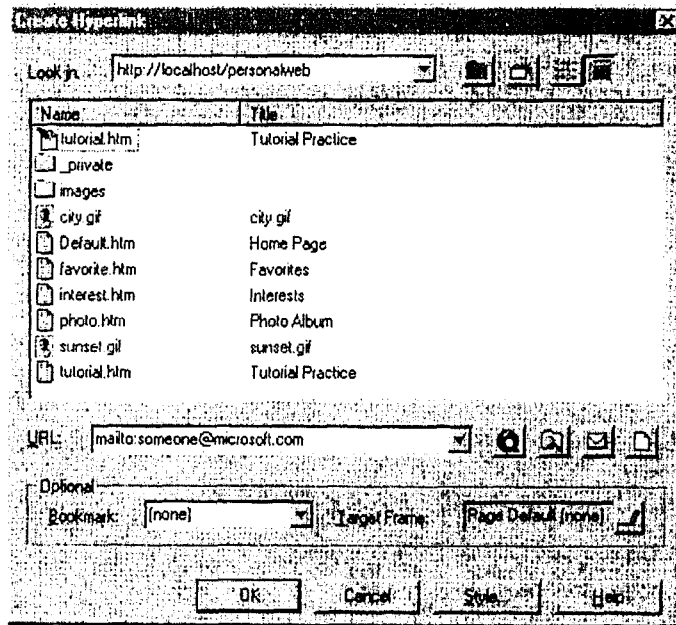 Create Hyperlink
Look in: http://localhost/personalweb
Name Title
tutorial.htm Tutorial Practice
_private
images
city.gif city.gif
Default.htm Home Page
favorite.htm Favorites
interest.htm Interests
photo.htm Photo Album
sunset.gif sunset.gif
tutorial.htm Tutorial Practice
URL: mailto:someone@microsoft.com
Optional
Bookmark: (none) Target Frame: Page Default (none)
OK Cancel Style... Help